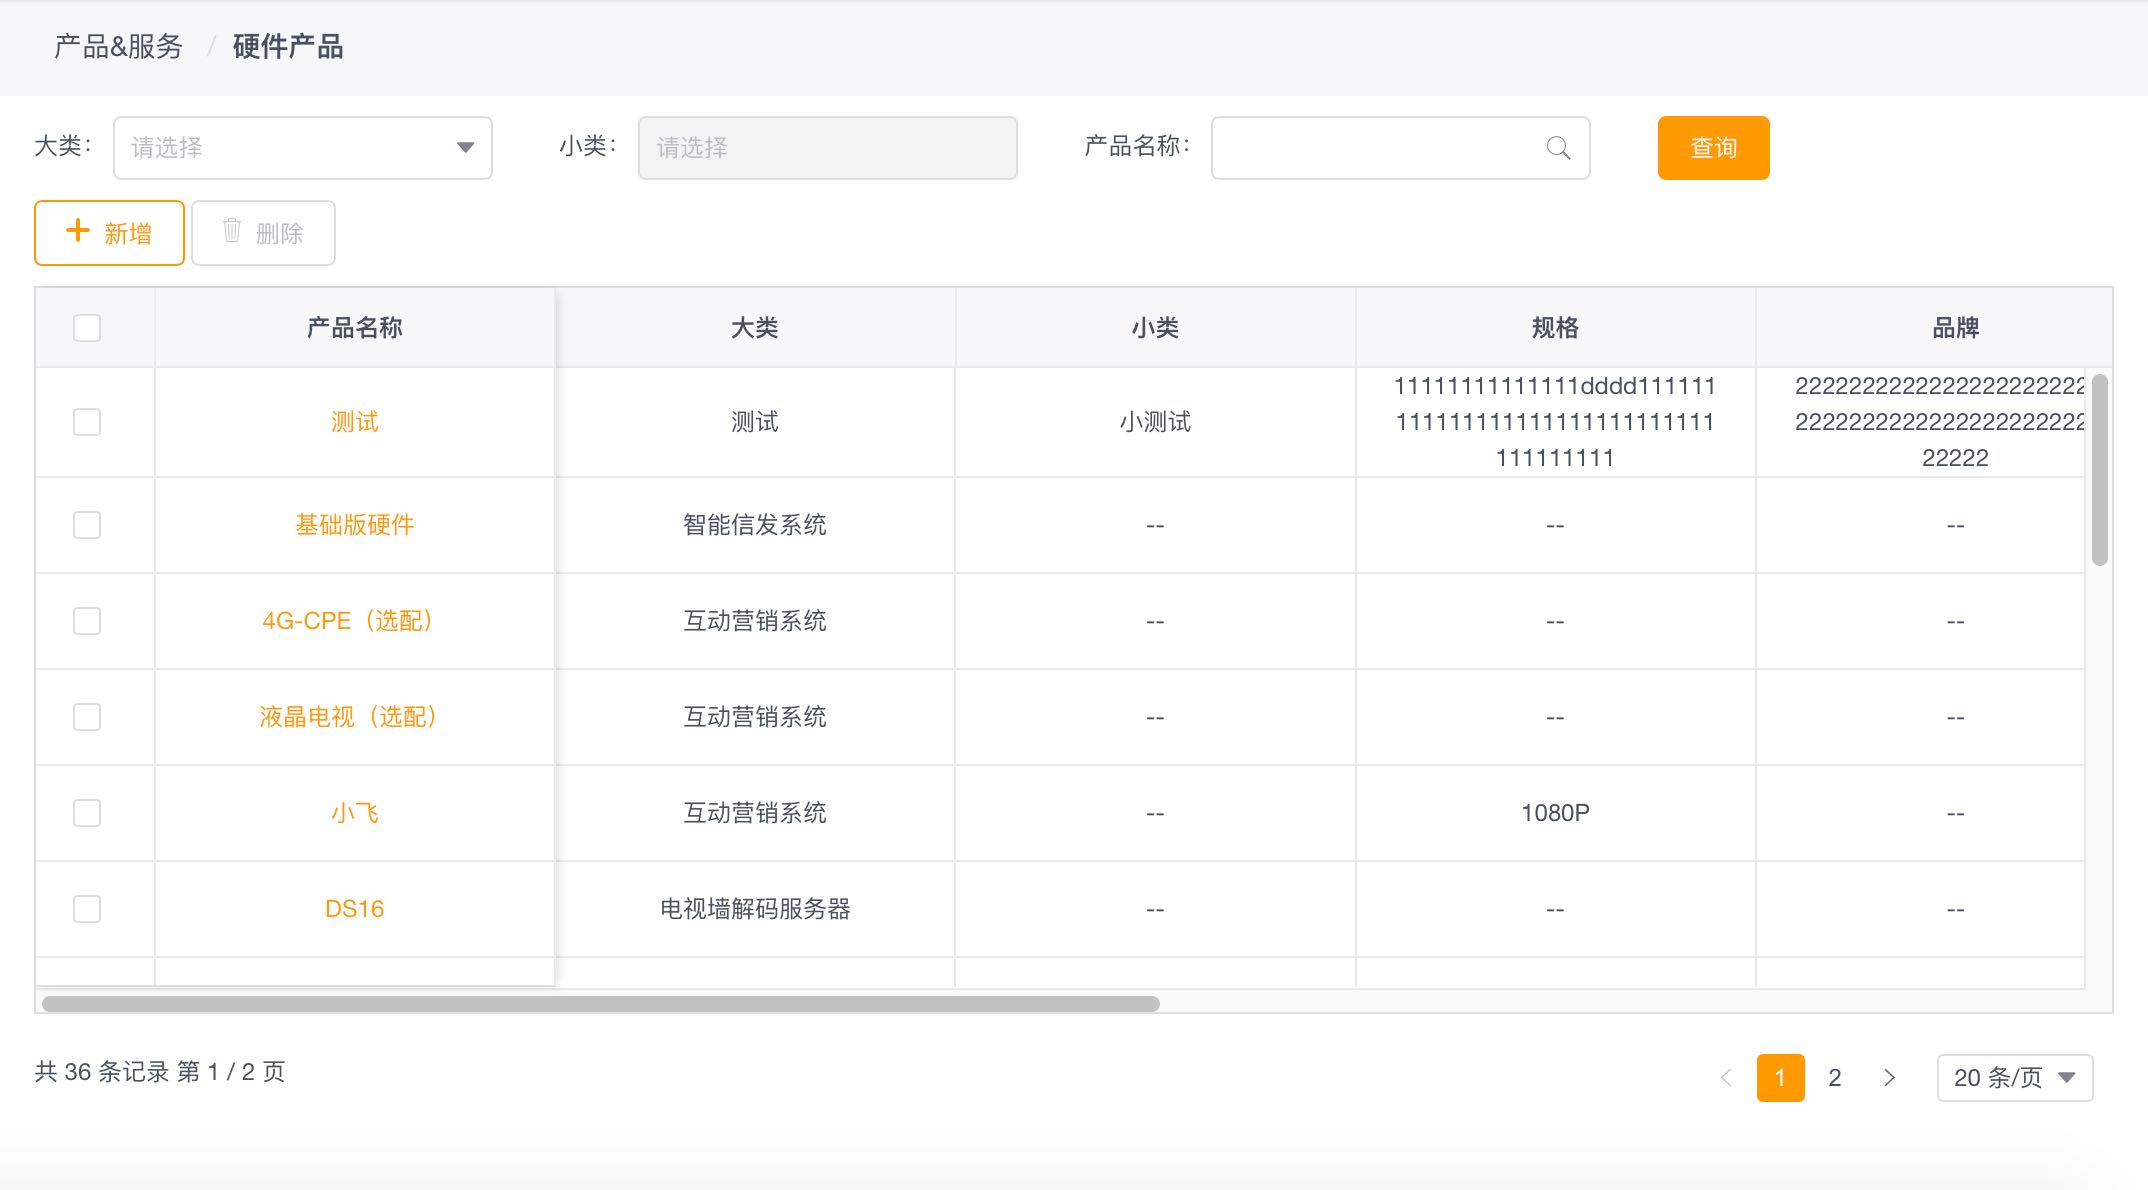 产品&服务 / 硬件产品
大类： 请选择 小类： 请选择 产品名称： 查询
新增 删除
产品名称 大类 小类 规格 品牌
测试 测试 小测试
11111111111111dddd111111
111111111111111111111111
111111111
22222
基础版硬件 智能信发系统 -- -- --
4G-CPE（选配） 互动营销系统 -- -- --
液晶电视（选配） 互动营销系统 -- -- --
小飞 互动营销系统 -- 1080P --
DS16 电视墙解码服务器 -- -- --
共 36 条记录 第 1 / 2 页
1 2 20 条/页